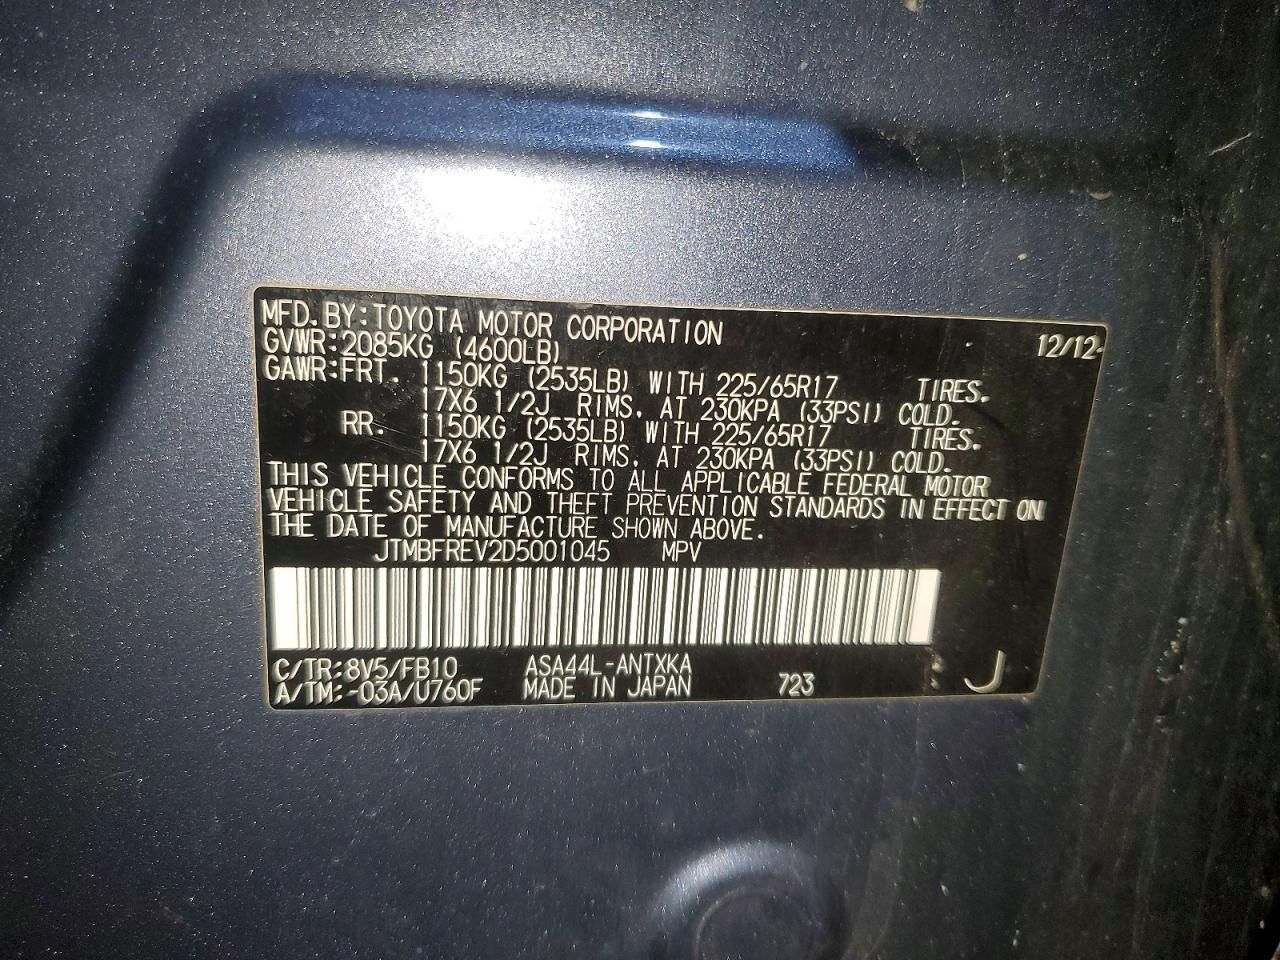 MFD. BY: TOYOTA MOTOR CORPORATION 12/12
GVWR: 2085KG (4600LB)
GAWR: FRT. 1150KG (2535LB) WITH 225/65R17 TIRES.
17X6 1/2J RIMS, AT 230KPA (33PSI) COLD.
RR. 1150KG (2535LB) WITH 225/65R17 TIRES.
17X6 1/2J RIMS, AT 230KPA (33PSI) COLD.
THIS VEHICLE CONFORMS TO ALL APPLICABLE FEDERAL MOTOR
VEHICLE SAFETY AND THEFT PREVENTION STANDARDS IN EFFECT ON
THE DATE OF MANUFACTURE SHOWN ABOVE.
JTMBFREV2D5001045 MPV
C/TR: 8V5/FB10 ASA44L-ANTXKA
A/TM: -03A/U760F MADE IN JAPAN 723 J